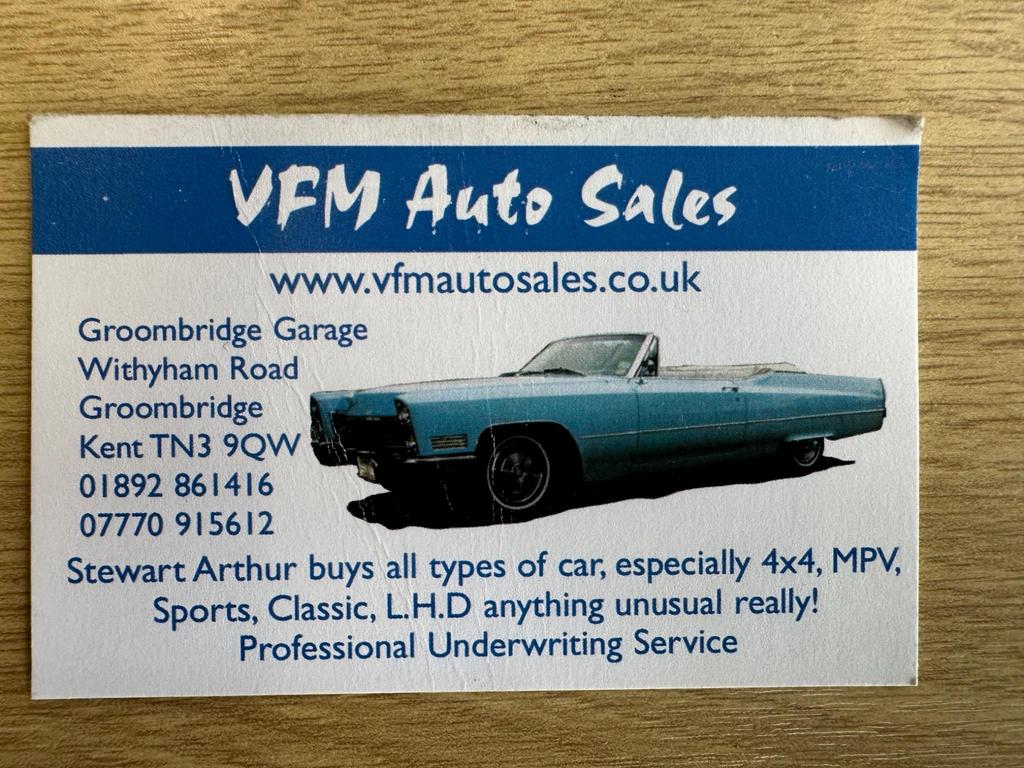 VFM Auto Sales
www.vfmautosales.co.uk
Groombridge Garage
Withyham Road
Groombridge
Kent TN3 9QW
01892 861416
07770 915612
Stewart Arthur buys all types of car, especially 4x4, MPV,
Sports, Classic, L.H.D anything unusual really!
Professional Underwriting Service